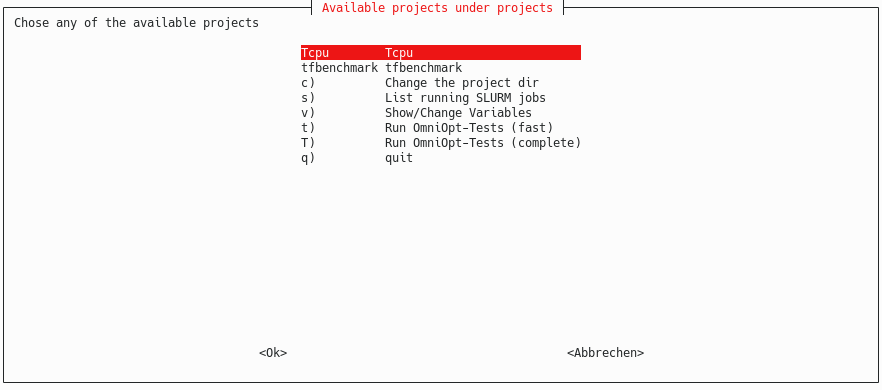 Available projects under projects
Chose any of the available projects
Tcpu Tcpu
tfbenchmark tfbenchmark
c) Change the project dir
s) List running SLURM jobs
v) Show/Change Variables
t) Run OmniOpt-Tests (fast)
T) Run OmniOpt-Tests (complete)
q) quit
<Ok> <Abbrechen>